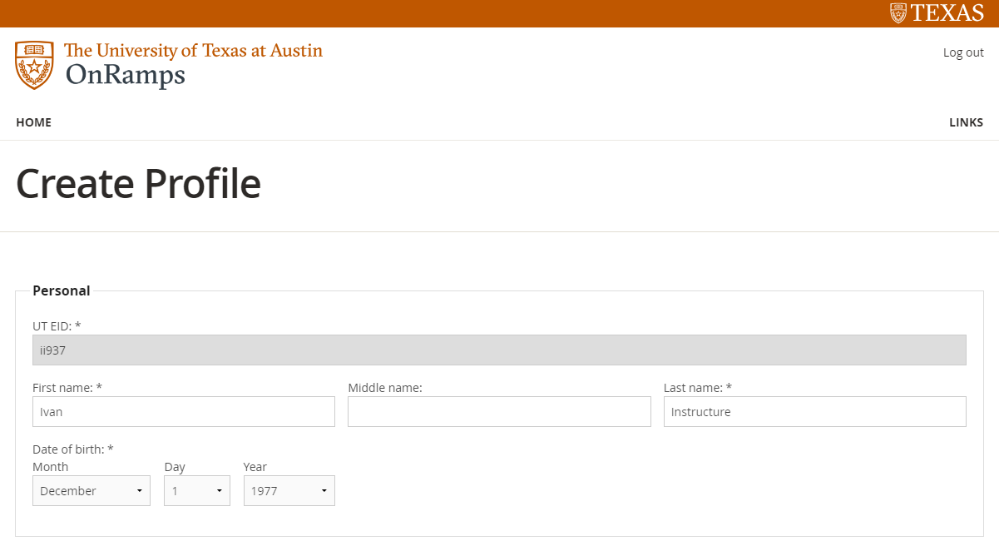 TEXAS
The University of Texas at Austin
OnRamps
Log out
HOME
LINKS
Create Profile
Personal
UT EID: *
ii937
First name: *
Middle name:
Last name: *
Ivan
Instructure
Date of birth: *
Month
Day
Year
December
1
1977